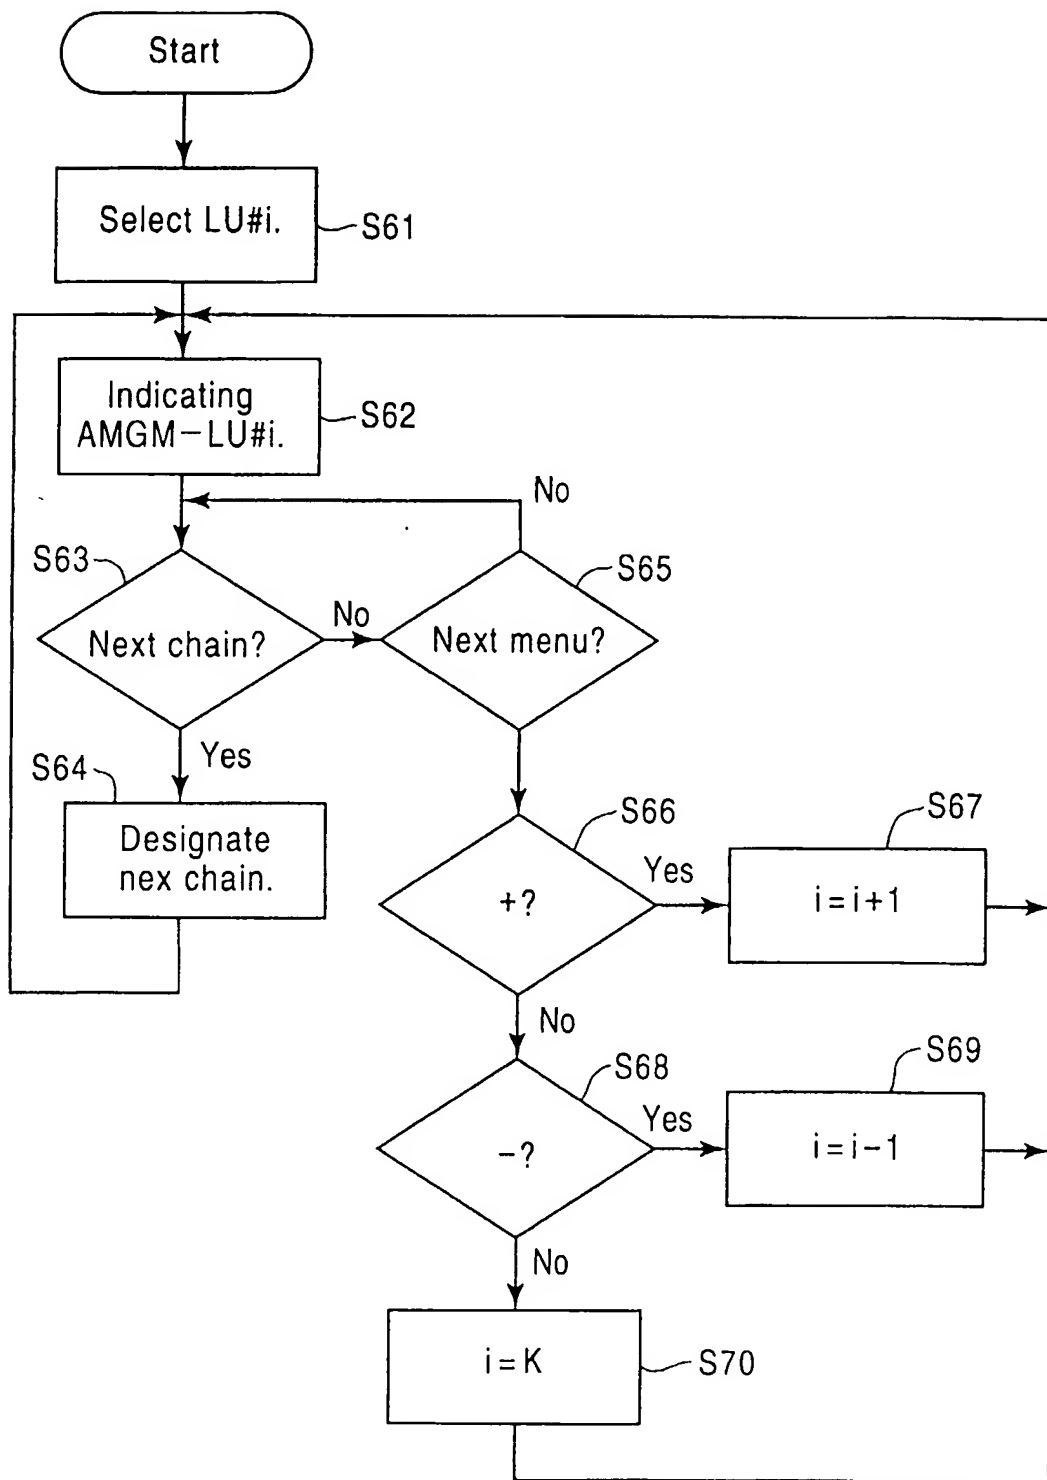 Start
Select LU#i.
S61
Indicating
AMGM-LU#i.
S62
No
S63
Next chain?
No
S65
Next menu?
Yes
S64
Designate
nex chain.
S66
+?
Yes
S67
i=i+1
No
S68
-?
Yes
S69
i=i-1
No
i=K
S70